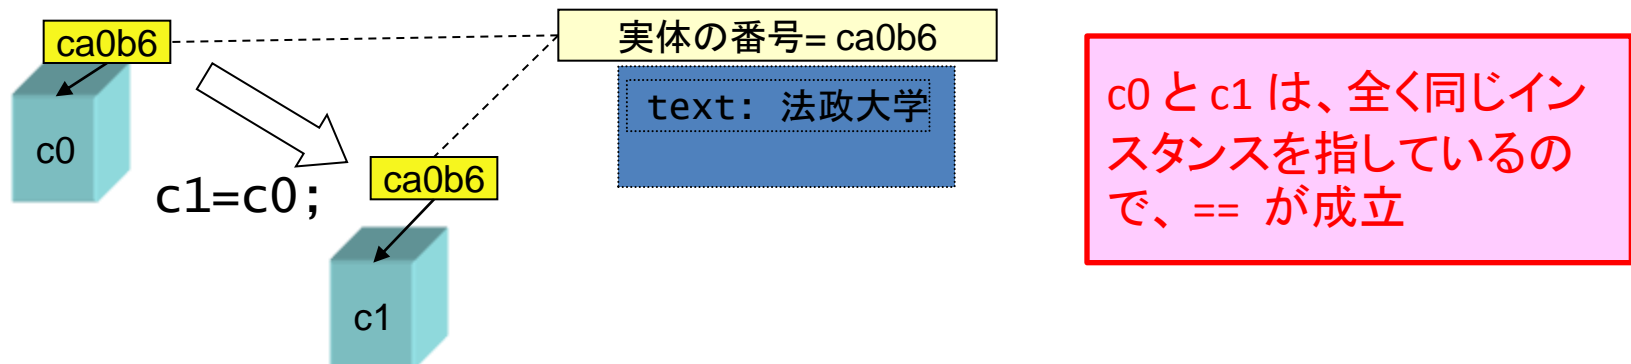 ca0b6
実体の番号= ca0b6
text: 法政大学
c0
c1=c0;
ca0b6
c1
c0 と c1 は、全く同じイン
スタンスを指しているの
で、== が成立